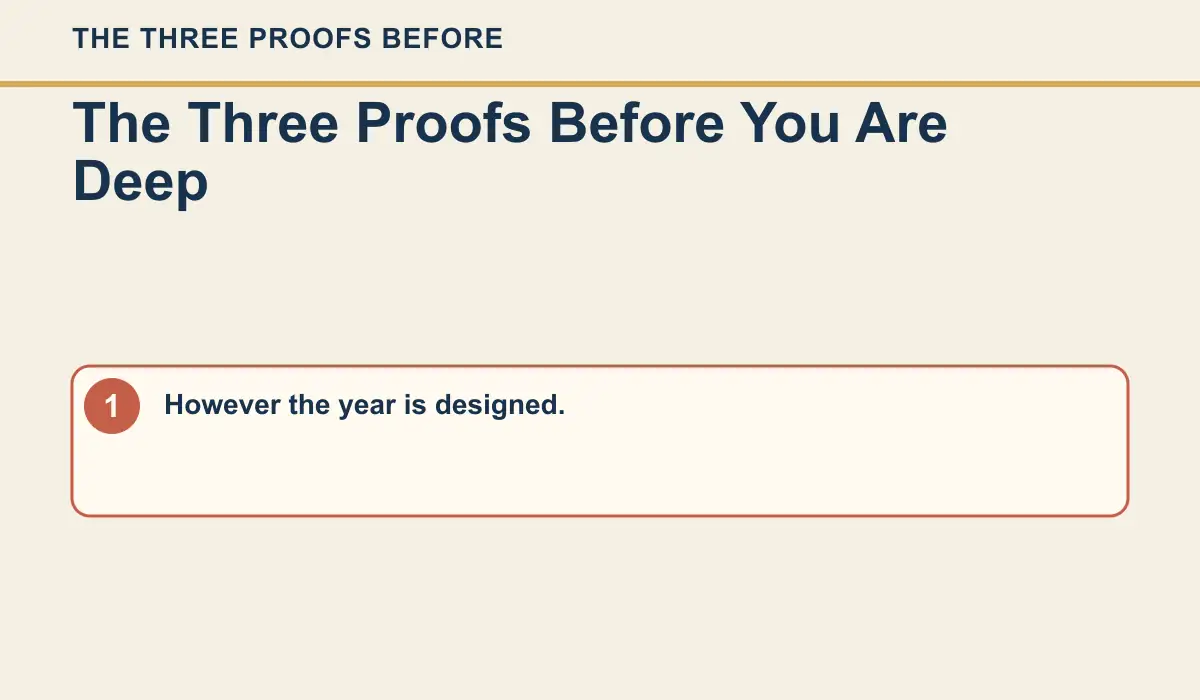 THE THREE PROOFS BEFORE
The Three Proofs Before You Are
Deep
1 However the year is designed.